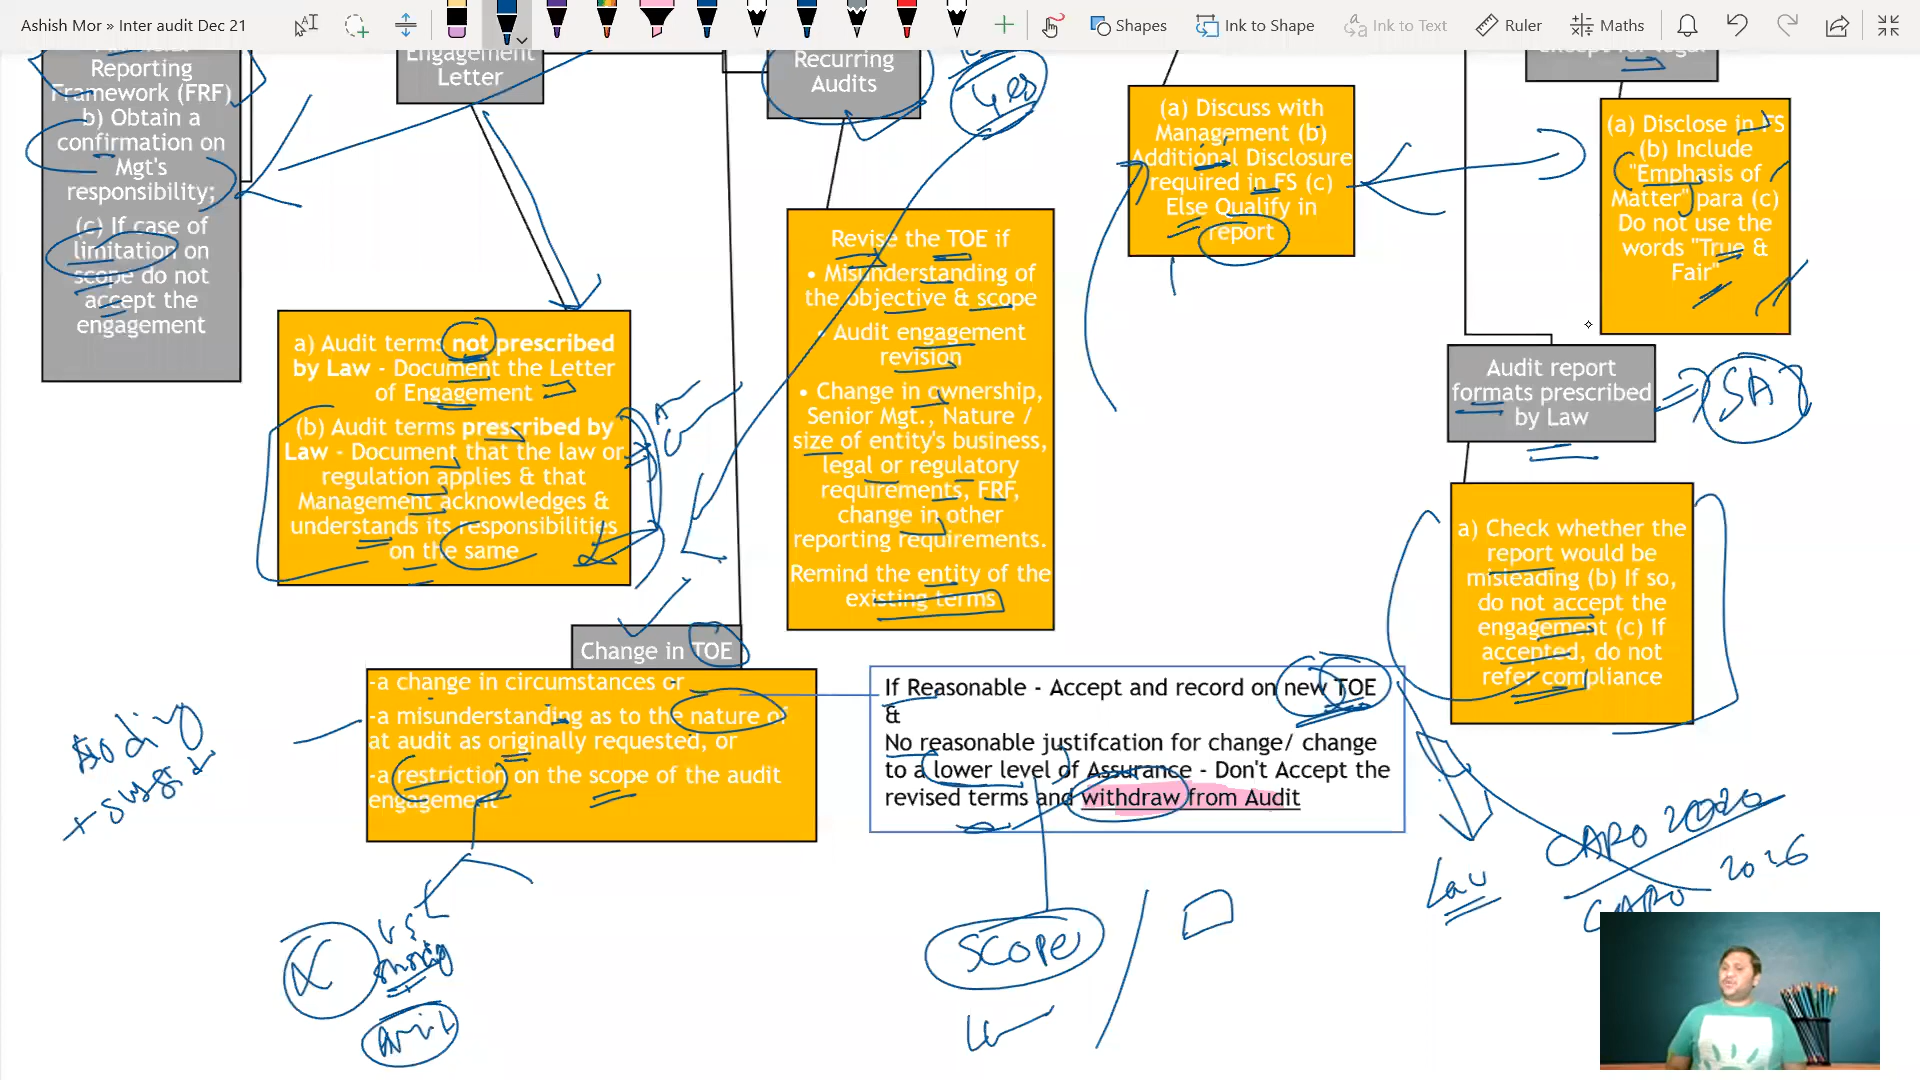 Ashish Mor » Inter audit Dec 21
Shapes
Ink to Shape
Ink to Text
Ruler
Maths
Reporting
Framework (FRF)
b) Obtain a
confirmation on
Mgt's
responsibility;
(c) If case of
limitation on
scope do not
accept the
engagement
Engagement
Letter
Recurring
Audits
Yes
(a) Discuss with
Management (b)
Additional Disclosure
required in FS (c)
Else Qualify in
report
(a) Disclose in FS
(b) Include
"Emphasis of
Matter" para (c)
Do not use the
words "True &
Fair"
a) Audit terms not prescribed
by Law - Document the Letter
of Engagement
(b) Audit terms prescribed by
Law - Document that the law or
regulation applies & that
Management acknowledges &
understands its responsibilities
on the same
Revise the TOE if
• Misunderstanding of
the objective & scope
• Audit engagement
revision
• Change in ownership,
Senior Mgt., Nature /
size of entity's business,
legal or regulatory
requirements, FRF,
change in other
reporting requirements.
Remind the entity of the
existing terms
Audit report
formats prescribed
by Law
SA
a) Check whether the
report would be
misleading (b) If so,
do not accept the
engagement (c) If
accepted, do not
refer compliance
Change in TOE
-a change in circumstances or
-a misunderstanding as to the nature of
at audit as originally requested, or
-a restriction on the scope of the audit
engagement
If Reasonable - Accept and record on new TOE
&
No reasonable justifcation for change/ change
to a lower level of Assurance - Don't Accept the
revised terms and withdraw from Audit
CARO 2020
2016
Law
CARO
Scope